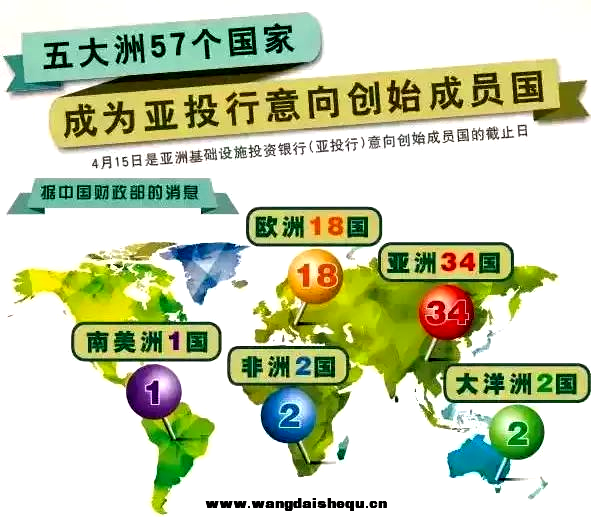 五大洲57个国家
成为亚投行意向创始成员国
4月15日是亚洲基础设施投资银行(亚投行)意向创始成员国的截止日
据中国财政部的消息
欧洲18国
18
亚洲34国
34
南美洲1国
1
非洲2国
2
大洋洲2国
2
www.wangdaishequ.cn